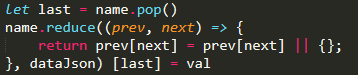 let last = name.pop()
name.reduce((prev, next) => {
    return prev[next] = prev[next] || {};
}, dataJson) [last] = val